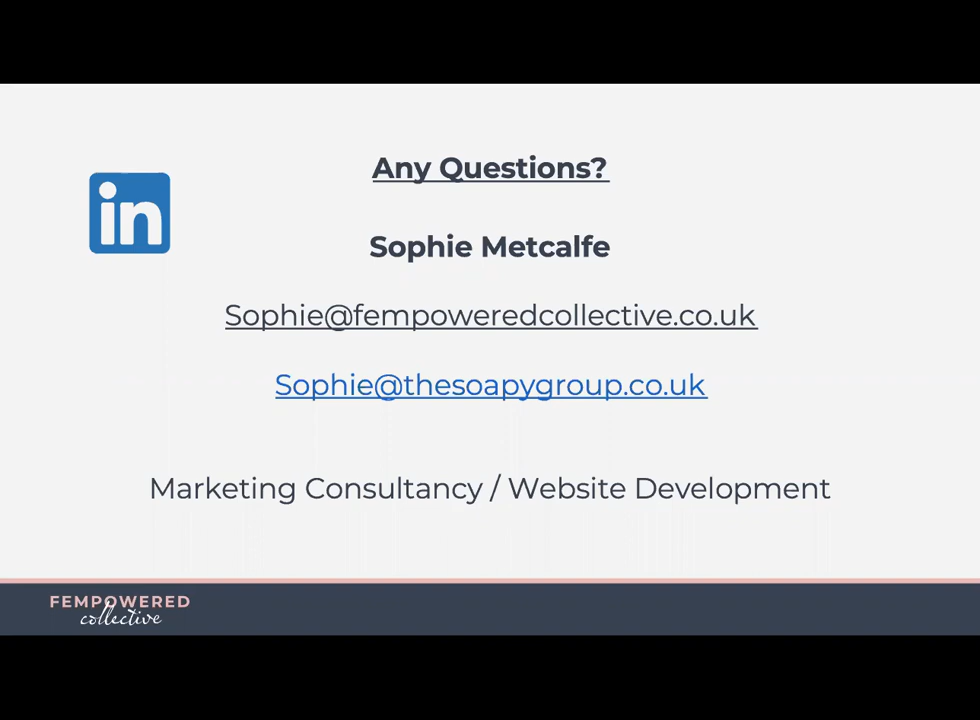 Any Questions?
in
Sophie Metcalfe
Sophie@fempoweredcollective.co.uk
Sophie@thesoapygroup.co.uk
Marketing Consultancy / Website Development
FEMPOWERED
collective